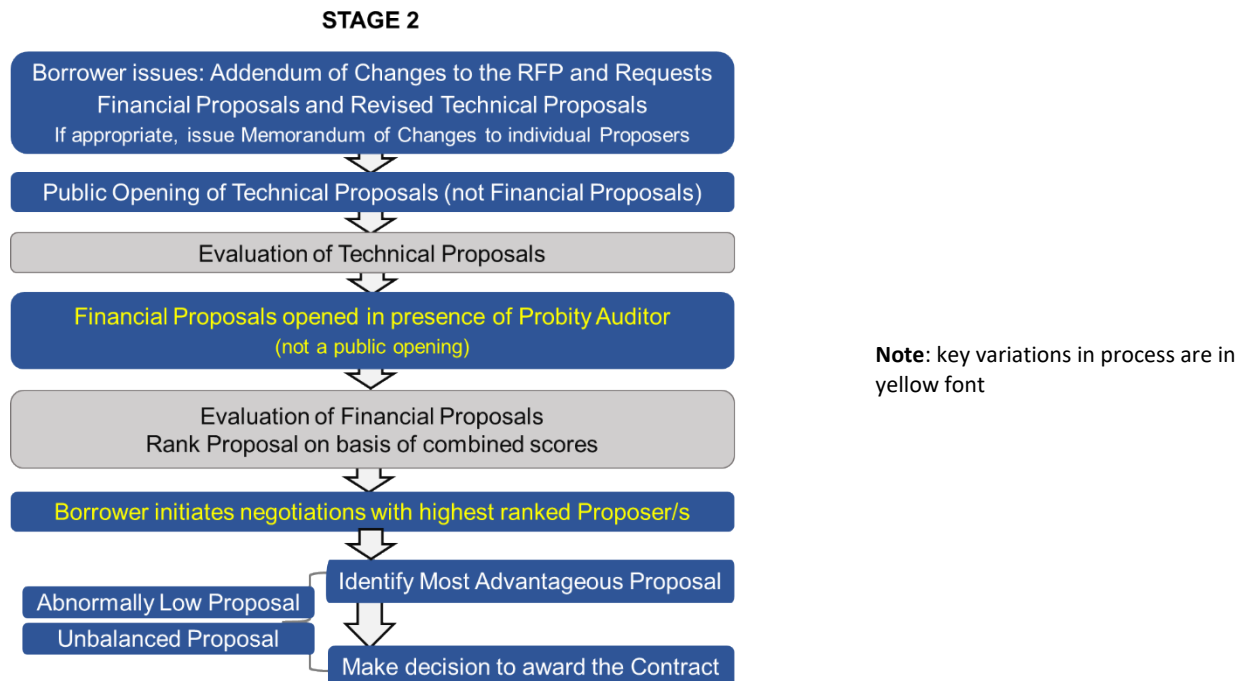 STAGE 2
Borrower issues: Addendum of Changes to the RFP and Requests
Financial Proposals and Revised Technical Proposals
If appropriate, issue Memorandum of Changes to individual Proposers
Public Opening of Technical Proposals (not Financial Proposals)
Evaluation of Technical Proposals
Financial Proposals opened in presence of Probity Auditor
(not a public opening)
Note: key variations in process are in
yellow font
Evaluation of Financial Proposals
Rank Proposal on basis of combined scores
Borrower initiates negotiations with highest ranked Proposer/s
Identify Most Advantageous Proposal
Abnormally Low Proposal
Unbalanced Proposal
Make decision to award the Contract